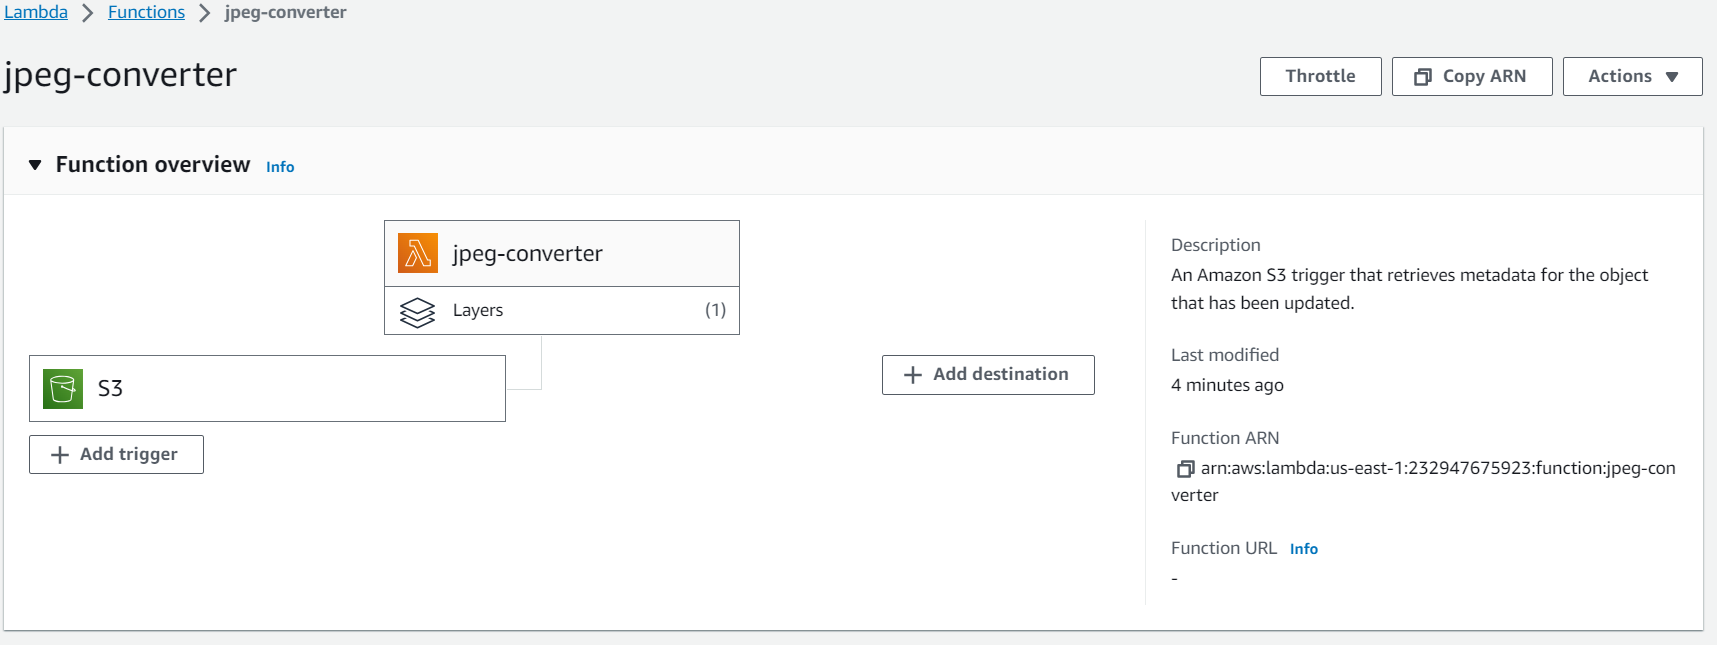 Lambda > Functions > jpeg-converter
jpeg-converter
Throttle
Copy ARN
Actions
Function overview Info
jpeg-converter
Layers (1)
S3
+ Add trigger
+ Add destination
Description
An Amazon S3 trigger that retrieves metadata for the object
that has been updated.
Last modified
4 minutes ago
Function ARN
arn:aws:lambda:us-east-1:232947675923:function:jpeg-con
verter
Function URL Info
-